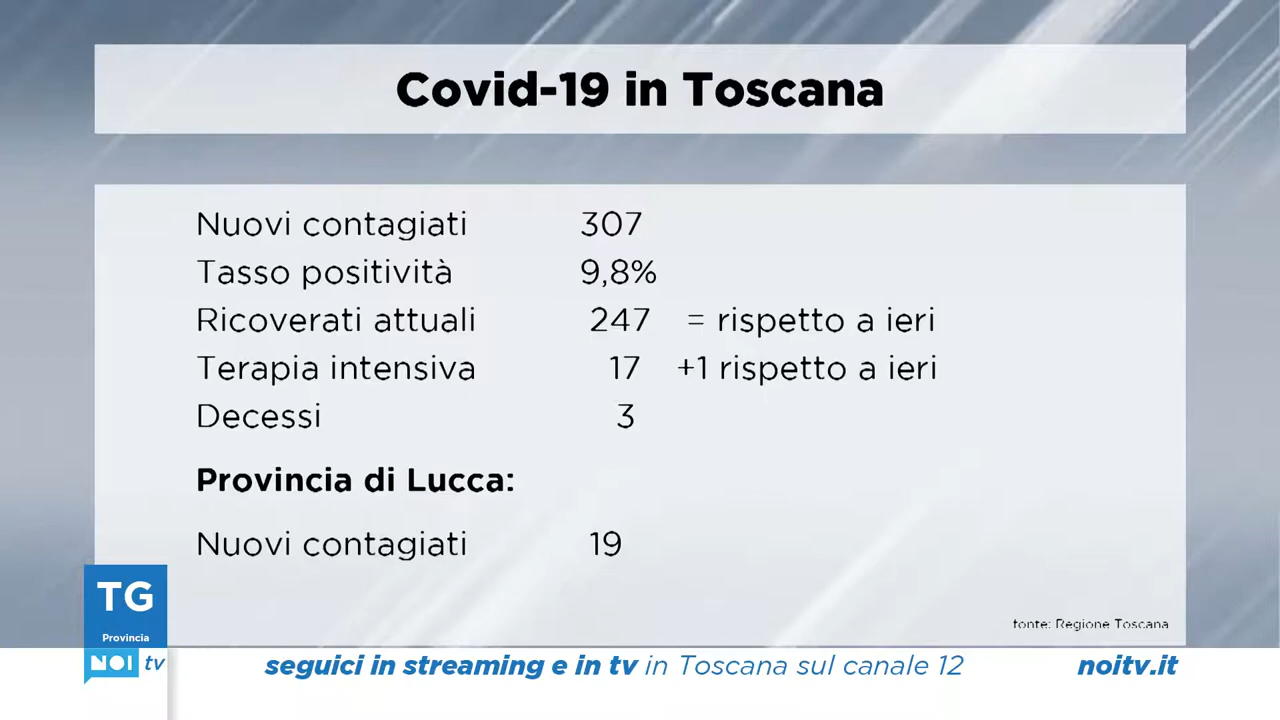 Covid-19 in Toscana
Nuovi contagiati 307
Tasso positività 9,8%
Ricoverati attuali 247 = rispetto a ieri
Terapia intensiva 17 +1 rispetto a ieri
Decessi 3
Provincia di Lucca:
Nuovi contagiati 19
fonte: Regione Toscana
TG
Provincia
NOI tv
seguici in streaming e in tv in Toscana sul canale 12
noitv.it